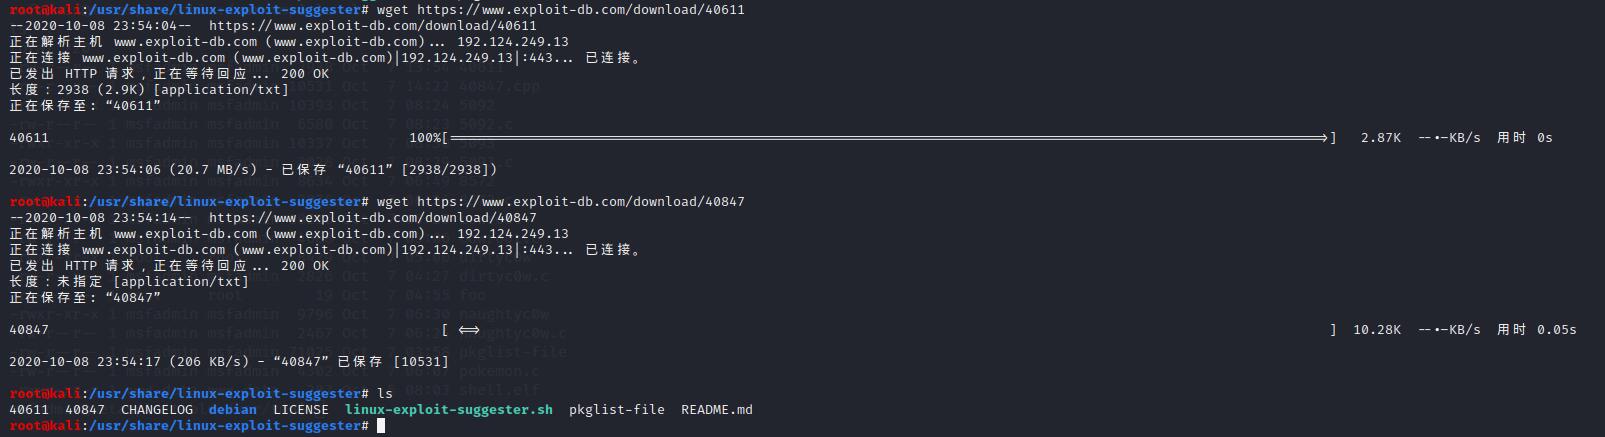 root@kali:/usr/share/linux-exploit-suggester# wget https://www.exploit-db.com/download/40611
--2020-10-08 23:54:04--  https://www.exploit-db.com/download/40611
正在解析主机 www.exploit-db.com (www.exploit-db.com)... 192.124.249.13
正在连接 www.exploit-db.com (www.exploit-db.com)|192.124.249.13|:443... 已连接。
已发出 HTTP 请求，正在等待回应... 200 OK
长度：2938 (2.9K) [application/txt]
正在保存至: “40611”
40611 100%[===================>] 2.87K --.-KB/s 用时 0s
2020-10-08 23:54:06 (20.7 MB/s) - 已保存 “40611” [2938/2938])
root@kali:/usr/share/linux-exploit-suggester# wget https://www.exploit-db.com/download/40847
--2020-10-08 23:54:14--  https://www.exploit-db.com/download/40847
正在解析主机 www.exploit-db.com (www.exploit-db.com)... 192.124.249.13
正在连接 www.exploit-db.com (www.exploit-db.com)|192.124.249.13|:443... 已连接。
已发出 HTTP 请求，正在等待回应... 200 OK
长度：未指定 [application/txt]
正在保存至: “40847”
40847 [ <=> ] 10.28K --.-KB/s 用时 0.05s
2020-10-08 23:54:17 (206 KB/s) - “40847” 已保存 [10531]
root@kali:/usr/share/linux-exploit-suggester# ls
40611  40847  CHANGELOG  debian  LICENSE  linux-exploit-suggester.sh  pkglist-file  README.md
root@kali:/usr/share/linux-exploit-suggester#